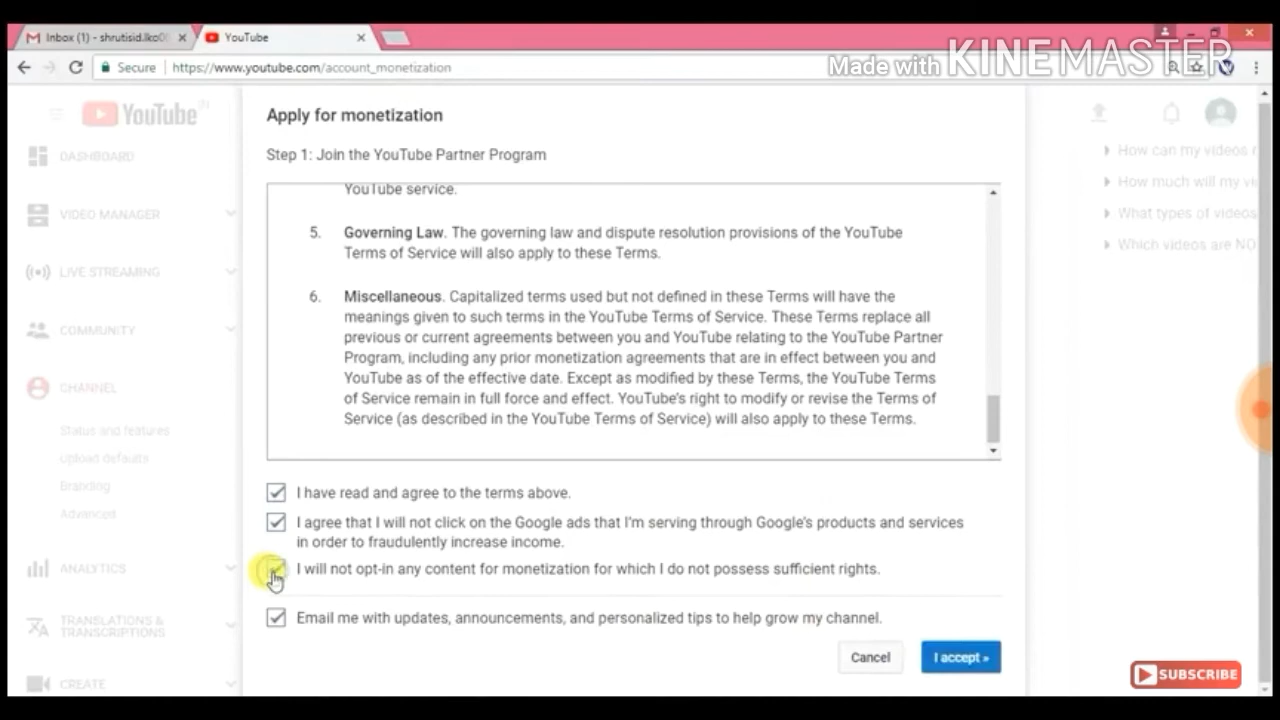 Inbox (1) - shrutisid.lko0
YouTube
Secure
https://www.youtube.com/account_monetization
Made with KINEMASTER
YouTube IN
Apply for monetization
Step 1: Join the YouTube Partner Program
DASHBOARD
VIDEO MANAGER
LIVE STREAMING
COMMUNITY
CHANNEL
Status and features
Upload defaults
Branding
Advanced
ANALYTICS
TRANSLATIONS &
TRANSCRIPTIONS
CREATE
YouTube service.
5. Governing Law. The governing law and dispute resolution provisions of the YouTube
Terms of Service will also apply to these Terms.
6. Miscellaneous. Capitalized terms used but not defined in these Terms will have the
meanings given to such terms in the YouTube Terms of Service. These Terms replace all
previous or current agreements between you and YouTube relating to the YouTube Partner
Program, including any prior monetization agreements that are in effect between you and
YouTube as of the effective date. Except as modified by these Terms, the YouTube Terms
of Service remain in full force and effect. YouTube's right to modify or revise the Terms of
Service (as described in the YouTube Terms of Service) will also apply to these Terms.
I have read and agree to the terms above.
I agree that I will not click on the Google ads that I'm serving through Google's products and services
in order to fraudulently increase income.
I will not opt-in any content for monetization for which I do not possess sufficient rights.
Email me with updates, announcements, and personalized tips to help grow my channel.
Cancel
I accept »
How can my videos
How much will my
What types of videos
Which videos are NO
SUBSCRIBE